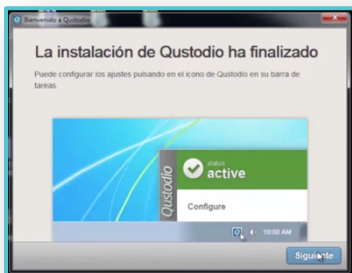 Bienvenido a Qustodio
La instalación de Qustodio ha finalizado
Puede configurar los ajustes pulsando en el icono de Qustodio en su barra de
tareas.
Qustodio
status
active
Configure
10:00 AM
Siguiente